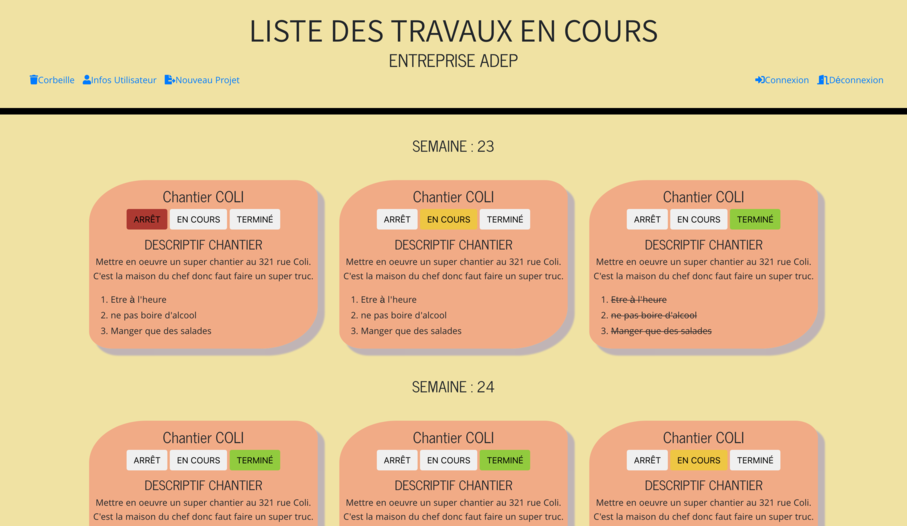 LISTE DES TRAVAUX EN COURS
ENTREPRISE ADEP
Corbeille Infos Utilisateur Nouveau Projet Connexion Déconnexion
SEMAINE : 23
Chantier COLI
ARRÊT EN COURS TERMINÉ
DESCRIPTIF CHANTIER
Mettre en oeuvre un super chantier au 321 rue Coli.
C'est la maison du chef donc faut faire un super truc.
1. Etre à l'heure
2. ne pas boire d'alcool
3. Manger que des salades
Chantier COLI
ARRÊT EN COURS TERMINÉ
DESCRIPTIF CHANTIER
Mettre en oeuvre un super chantier au 321 rue Coli.
C'est la maison du chef donc faut faire un super truc.
1. Etre à l'heure
2. ne pas boire d'alcool
3. Manger que des salades
Chantier COLI
ARRÊT EN COURS TERMINÉ
DESCRIPTIF CHANTIER
Mettre en oeuvre un super chantier au 321 rue Coli.
C'est la maison du chef donc faut faire un super truc.
1. Etre à l'heure
2. ne pas boire d'alcool
3. Manger que des salades
SEMAINE : 24
Chantier COLI
ARRÊT EN COURS TERMINÉ
DESCRIPTIF CHANTIER
Mettre en oeuvre un super chantier au 321 rue Coli.
C'est la maison du chef donc faut faire un super truc.
Chantier COLI
ARRÊT EN COURS TERMINÉ
DESCRIPTIF CHANTIER
Mettre en oeuvre un super chantier au 321 rue Coli.
C'est la maison du chef donc faut faire un super truc.
Chantier COLI
ARRÊT EN COURS TERMINÉ
DESCRIPTIF CHANTIER
Mettre en oeuvre un super chantier au 321 rue Coli.
C'est la maison du chef donc faut faire un super truc.